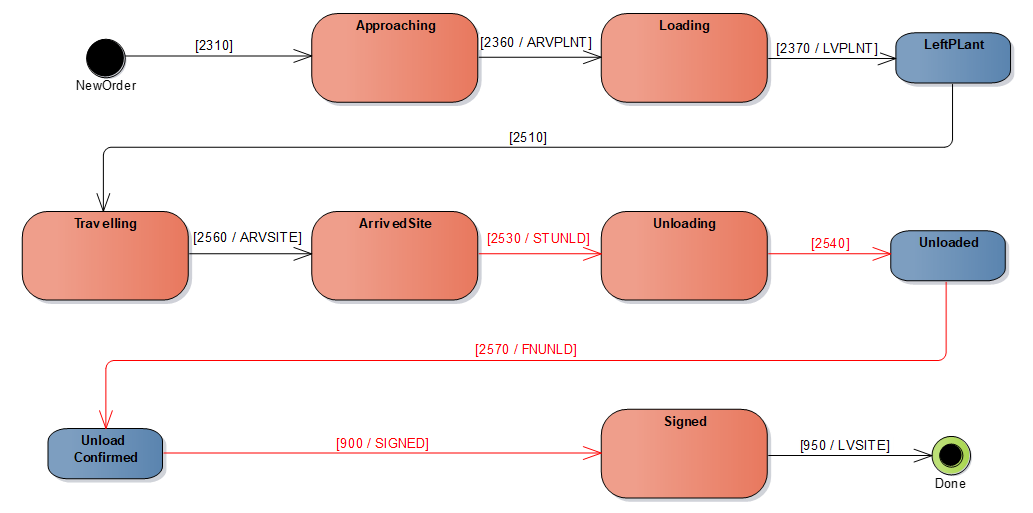 Approaching
Loading
[2310]
[2360 / ARVPLNT]
[2370 / LVPLNT]
LeftPLant
NewOrder
[2510]
Travelling
ArrivedSite
Unloading
[2560 / ARVSITE]
[2530 / STUNLD]
[2540]
Unloaded
[2570 / FNUNLD]
Unload
Confirmed
[900 / SIGNED]
Signed
[950 / LVSITE]
Done